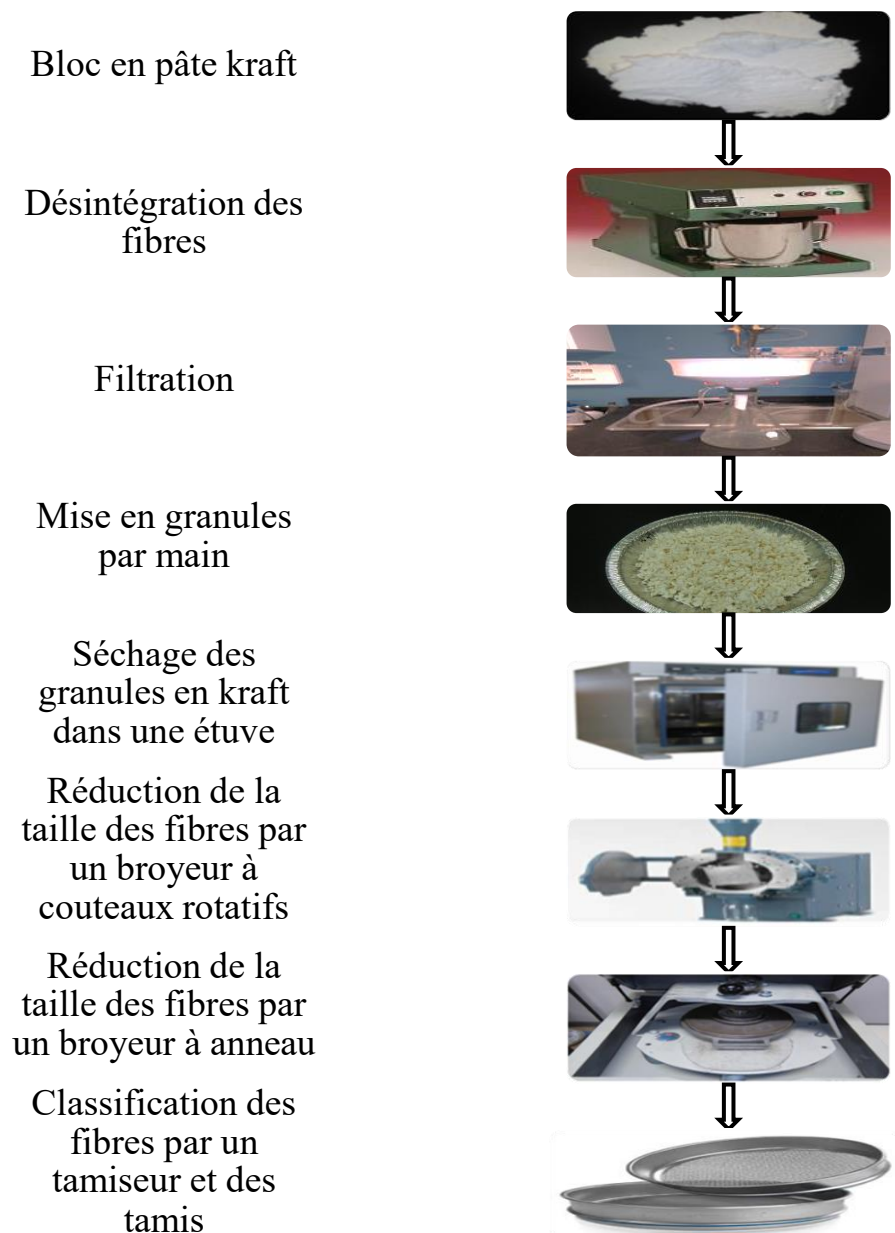 Bloc en pâte kraft
Désintégration des
fibres
Filtration
Mise en granules
par main
Séchage des
granules en kraft
dans une étuve
Réduction de la
taille des fibres par
un broyeur à
couteaux rotatifs
Réduction de la
taille des fibres par
un broyeur à anneau
Classification des
fibres par un
tamiseur et des
tamis